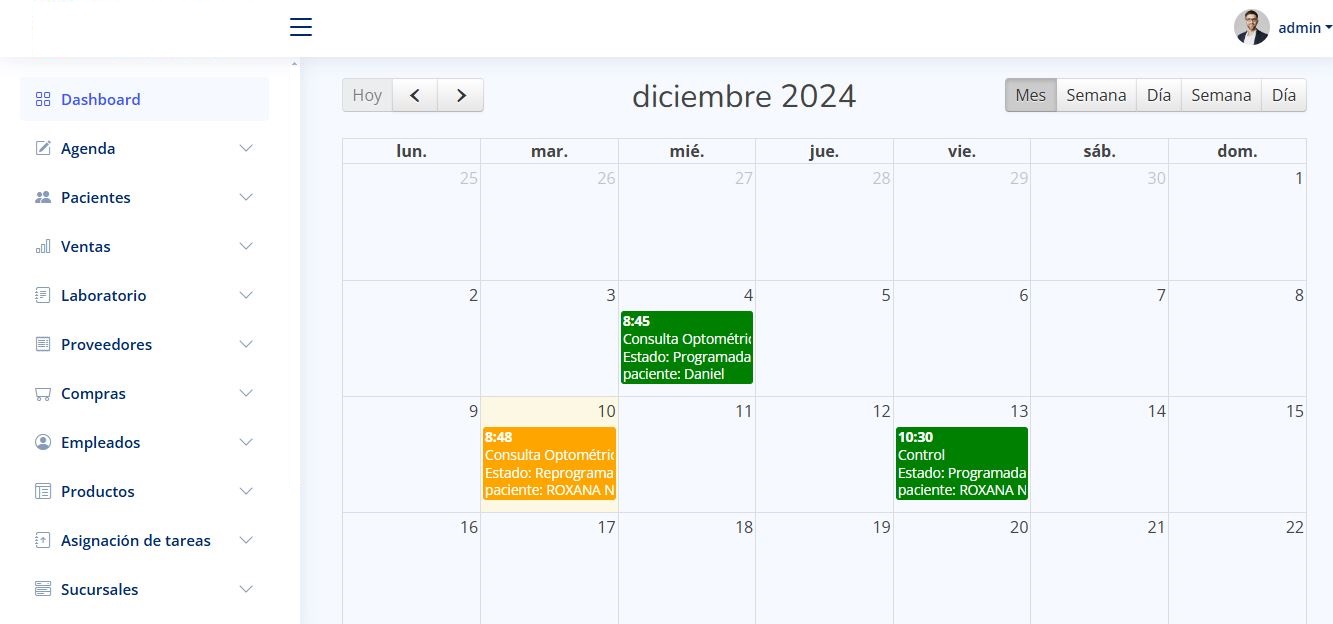 admin
Dashboard
Agenda
Pacientes
Ventas
Laboratorio
Proveedores
Compras
Empleados
Productos
Asignación de tareas
Sucursales
Hoy
diciembre 2024
Mes Semana Día Semana Día
lun. mar. mié. jue. vie. sáb. dom.
25 26 27 28 29 30 1
2 3 4 5 6 7 8
8:45
Consulta Optométric
Estado: Programada
paciente: Daniel
9 10 11 12 13 14 15
8:48
Consulta Optométric
Estado: Reprograma
paciente: ROXANA N
10:30
Control
Estado: Programada
paciente: ROXANA N
16 17 18 19 20 21 22